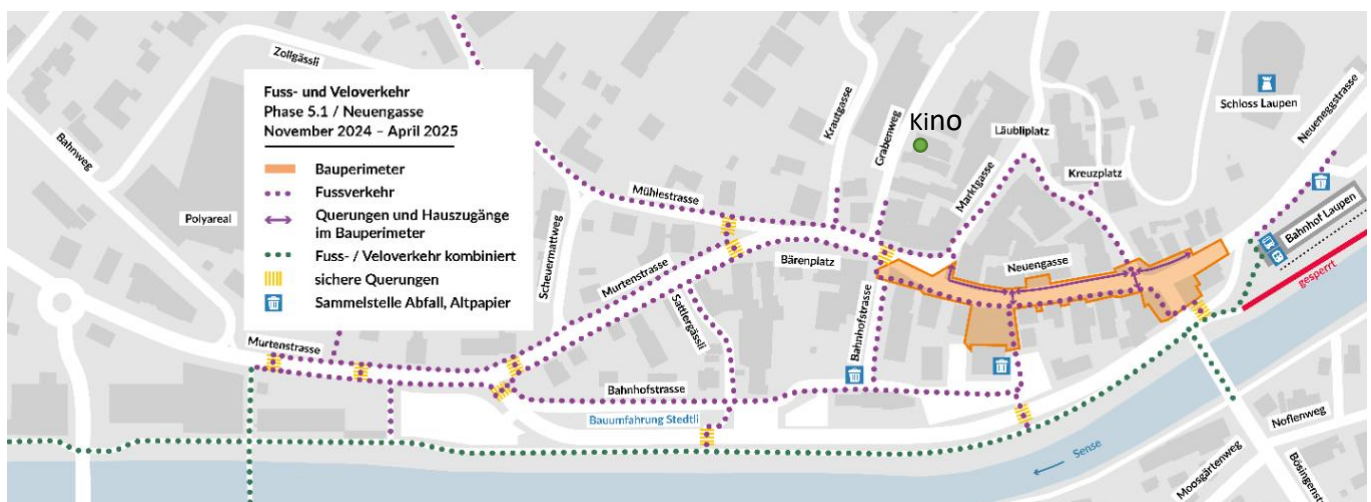 Zollgässli
Bahnweg
Polyareal
Fuss- und Veloverkehr
Phase 5.1 / Neuengasse
November 2024 – April 2025
Bauperimeter
Fussverkehr
Querungen und Hauszugänge
im Bauperimeter
Fuss- / Veloverkehr kombiniert
sichere Querungen
Sammelstelle Abfall, Altpapier
Krautgasse
Grabenweg
Kino
Läubliplatz
Schloss Laupen
Neueneggstrasse
Marktgasse
Kreuzplatz
Mühlestrasse
Scheuermattweg
Murtenstrasse
Bärenplatz
Neuengasse
Bahnhof Laupen
gesperrt
Sattlergässli
Bahnhofstrasse
Murtenstrasse
Bahnhofstrasse
Bauumfahrung Stedtli
Sense
Noflenweg
Moosgärtenweg